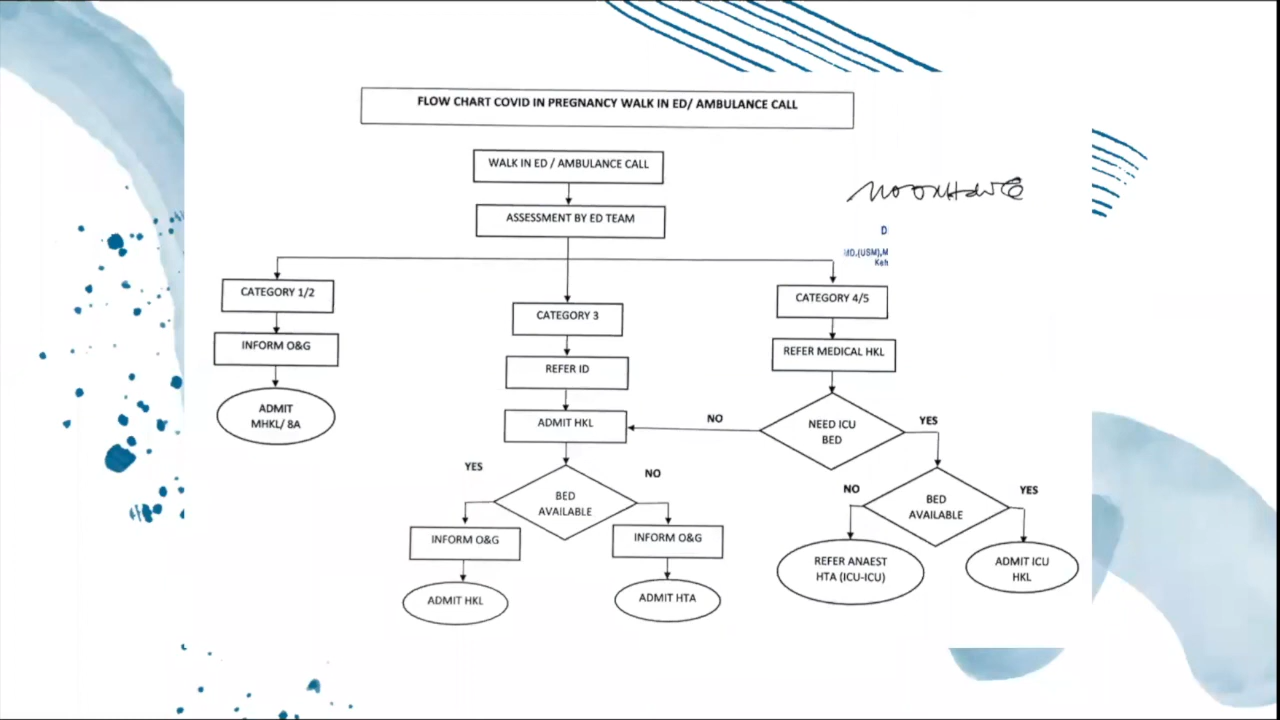 FLOW CHART COVID IN PREGNANCY WALK IN ED/ AMBULANCE CALL
WALK IN ED / AMBULANCE CALL
ASSESSMENT BY ED TEAM
D
MD.(USM),M
Keh
CATEGORY 1/2
CATEGORY 3
CATEGORY 4/5
INFORM O&G
REFER ID
REFER MEDICAL HKL
ADMIT
MHKL/ 8A
ADMIT HKL
NO
NEED ICU
BED
YES
YES
NO
BED
AVAILABLE
NO
YES
BED
AVAILABLE
INFORM O&G
INFORM O&G
REFER ANAEST
HTA (ICU-ICU)
ADMIT ICU
HKL
ADMIT HKL
ADMIT HTA